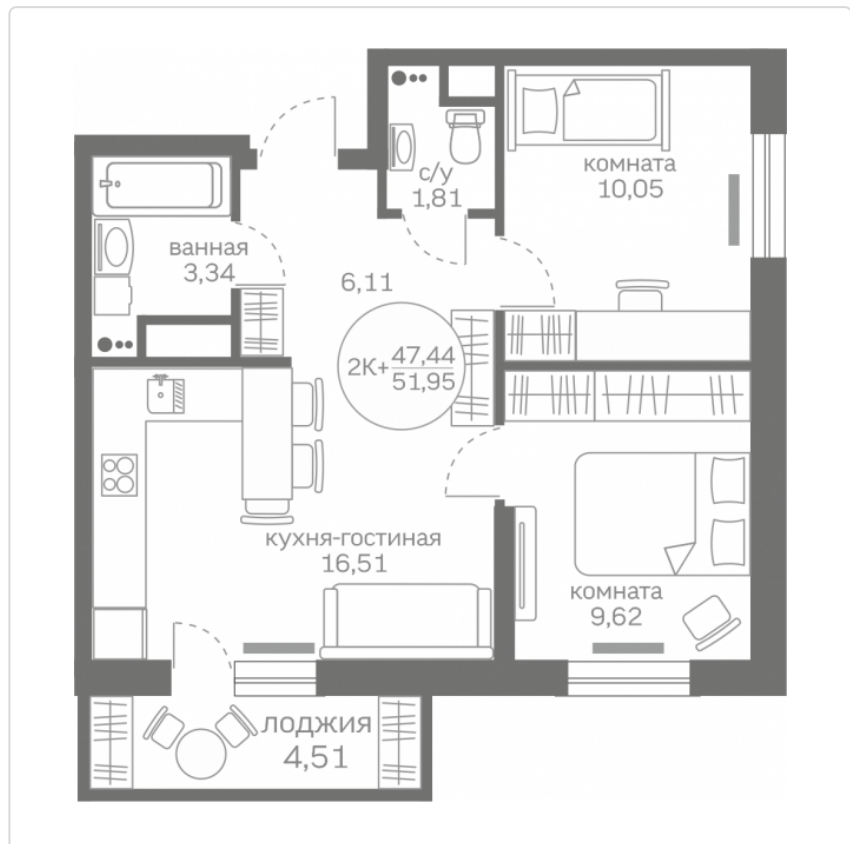 комната
10,05
с/у
1,81
ванная
3,34
6,11
2К+ 47,44
51,95
кухня-гостиная
16,51
комната
9,62
лоджия
4,51